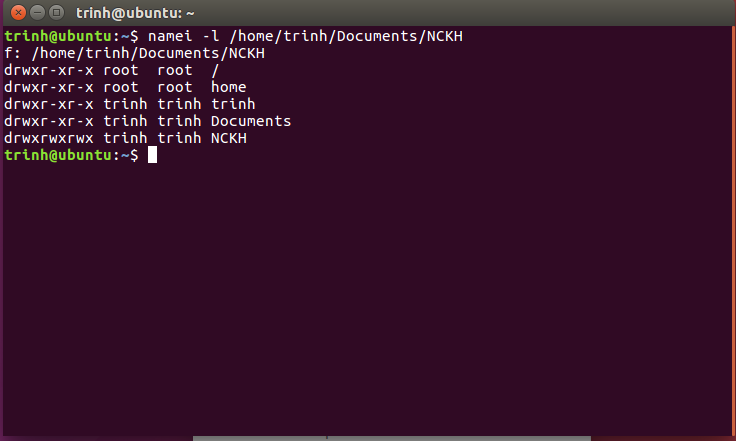 trinh@ubuntu: ~
trinh@ubuntu:~$ namei -l /home/trinh/Documents/NCKH
f: /home/trinh/Documents/NCKH
drwxr-xr-x root  root  /
drwxr-xr-x root  root  home
drwxr-xr-x trinh trinh trinh
drwxr-xr-x trinh trinh Documents
drwxrwxrwx trinh trinh NCKH
trinh@ubuntu:~$